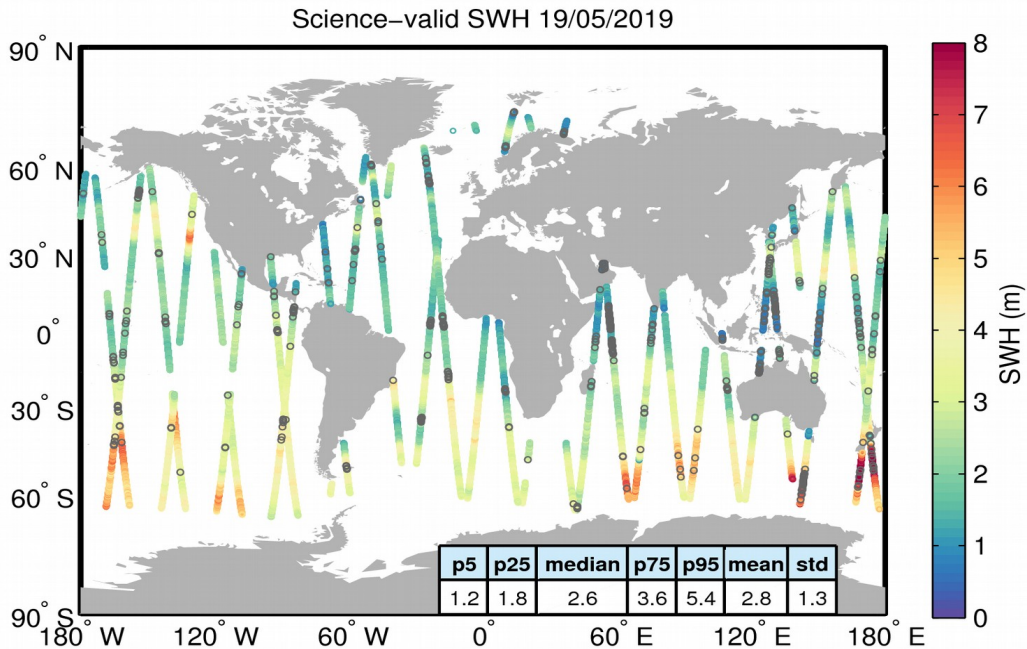 Science−valid SWH 19/05/2019
90° N
60° N
30° N
0°
30° S
60° S
90° S
180° W
120° W
60° W
0°
60° E
120° E
180° E
p5 p25 median p75 p95 mean std
1.2 1.8 2.6 3.6 5.4 2.8 1.3
8
7
6
5
4
3
2
1
0
SWH (m)